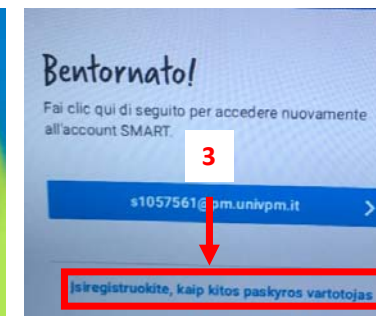 Bentornato!
Fai clic qui di seguito per accedere nuovamente
all'account SMART.
3
s1057561@pm.univpm.it
Įsiregistruokite, kaip kitos paskyros vartotojas